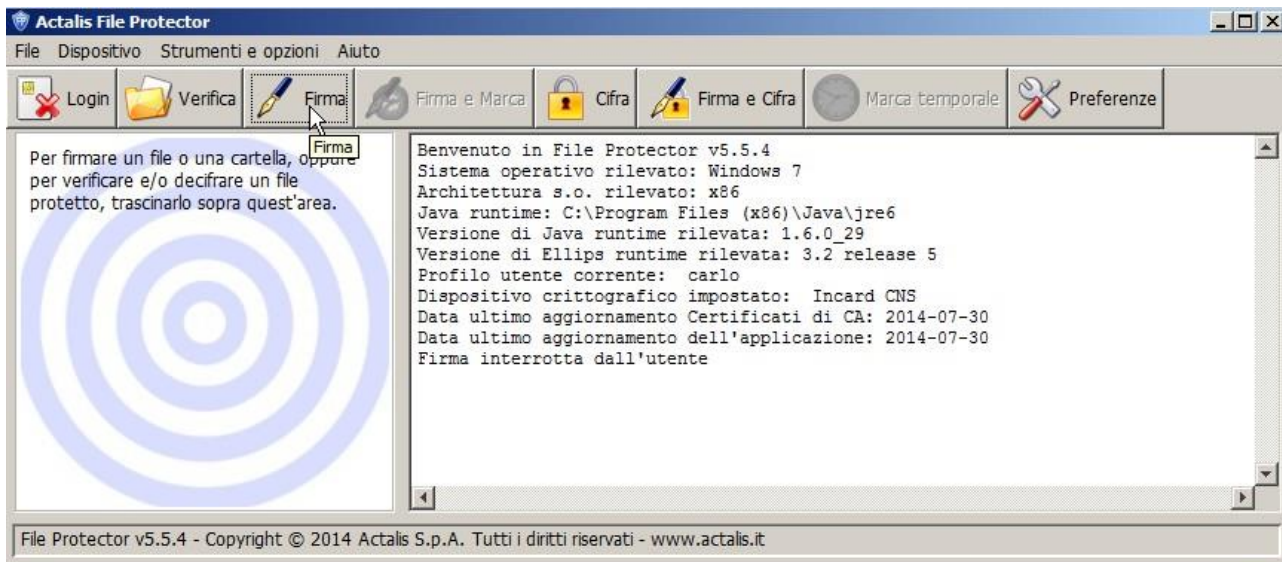 Actalis File Protector
File Dispositivo Strumenti e opzioni Aiuto
Login Verifica Firma Firma e Marca Cifra Firma e Cifra Marca temporale Preferenze
Firma
Per firmare un file o una cartella, oppure
per verificare e/o decifrare un file
protetto, trascinarlo sopra quest'area.
Benvenuto in File Protector v5.5.4
Sistema operativo rilevato: Windows 7
Architettura s.o. rilevato: x86
Java runtime: C:\Program Files (x86)\Java\jre6
Versione di Java runtime rilevata: 1.6.0_29
Versione di Ellips runtime rilevata: 3.2 release 5
Profilo utente corrente:  carlo
Dispositivo crittografico impostato:  Incard CNS
Data ultimo aggiornamento Certificati di CA: 2014-07-30
Data ultimo aggiornamento dell'applicazione: 2014-07-30
Firma interrotta dall'utente
File Protector v5.5.4 - Copyright © 2014 Actalis S.p.A. Tutti i diritti riservati - www.actalis.it